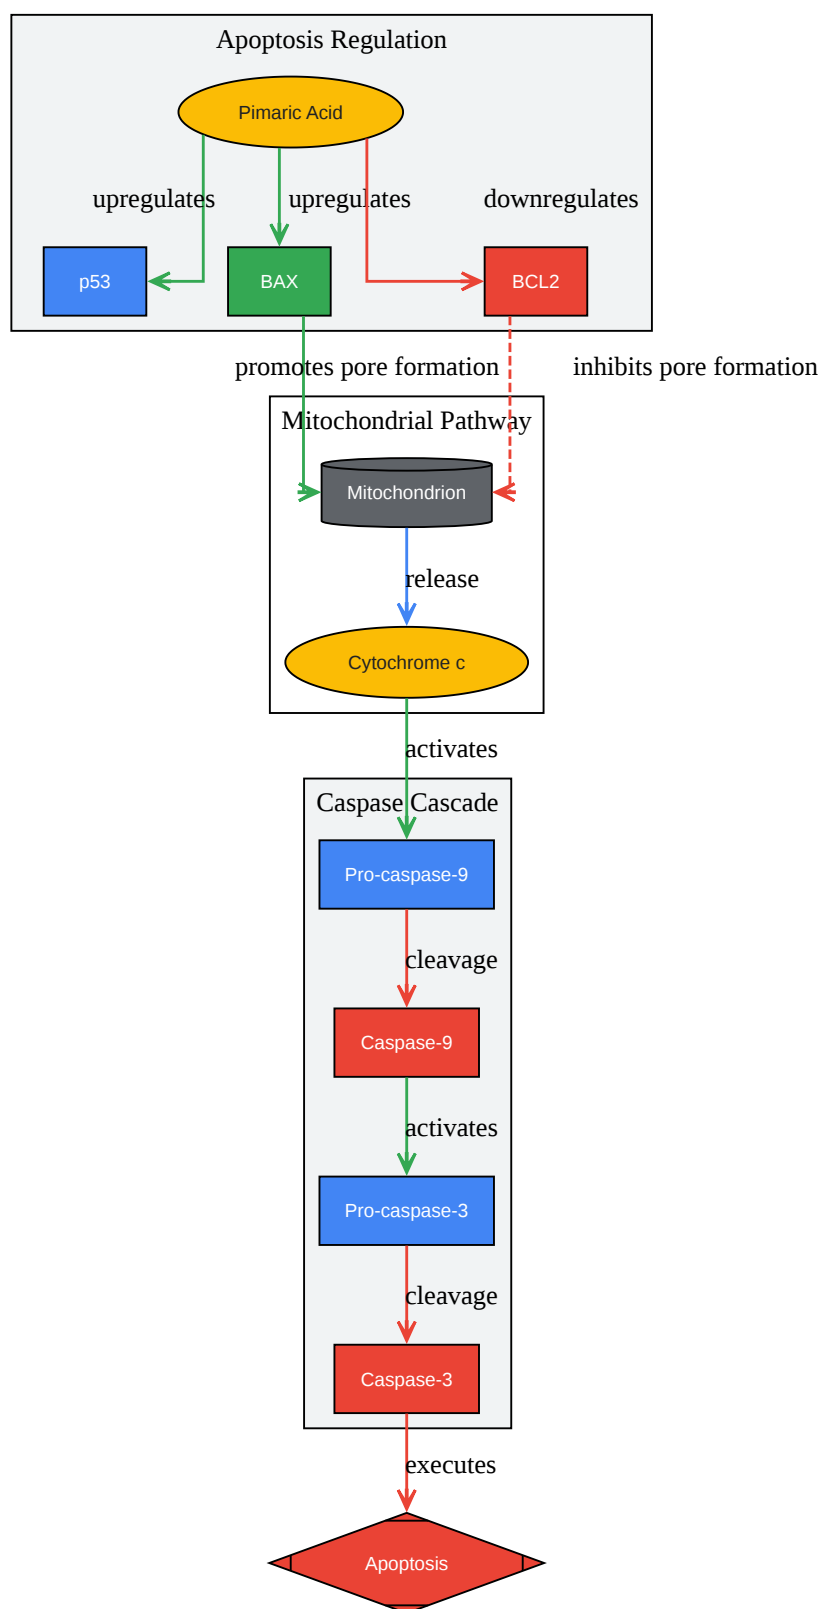 Apoptosis Regulation
Pimaric Acid
upregulates
upregulates
downregulates
p53
BAX
BCL2
promotes pore formation
inhibits pore formation
Mitochondrial Pathway
Mitochondrion
release
Cytochrome c
activates
Caspase Cascade
Pro-caspase-9
cleavage
Caspase-9
activates
Pro-caspase-3
cleavage
Caspase-3
executes
Apoptosis